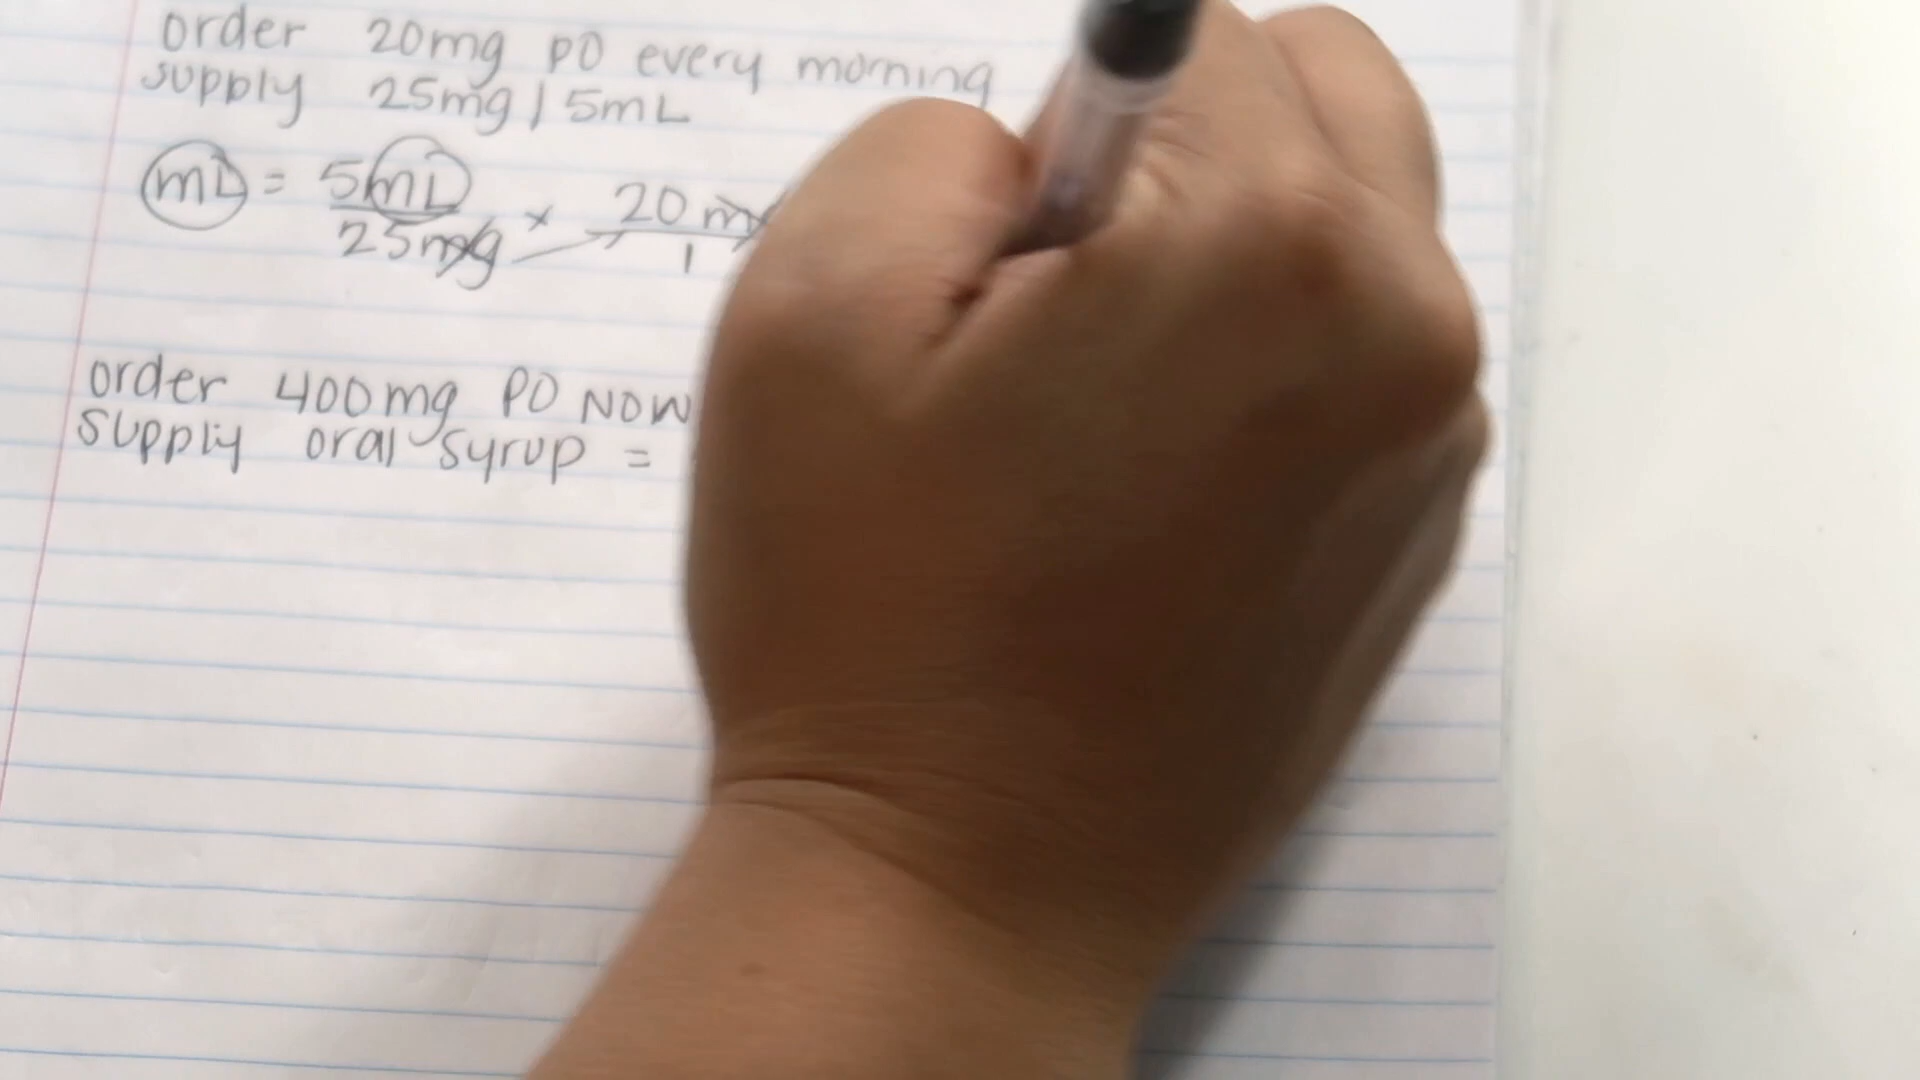 order 20mg PO every morning
supply 25mg / 5mL
mL = 5mL / 25mg × 20 mg / 1
order 400mg PO NOW
supply oral syrup =